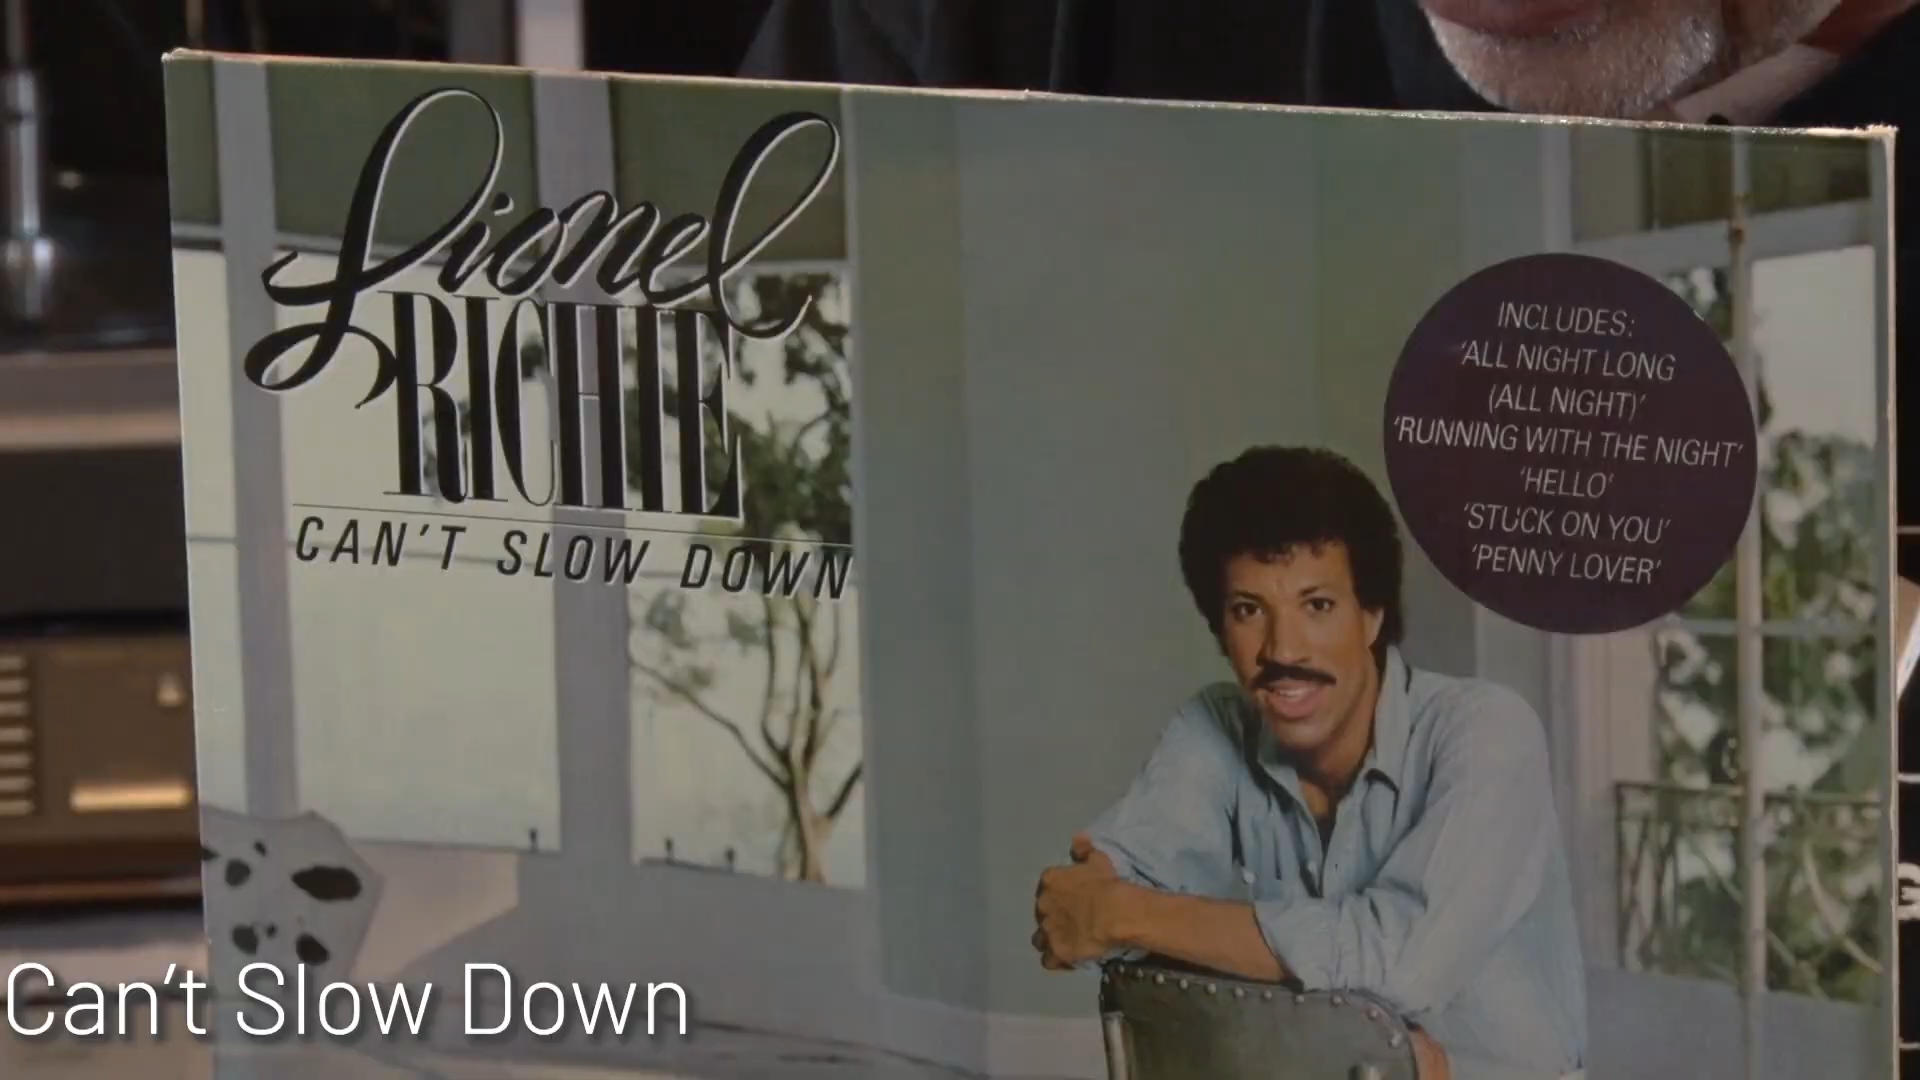 Lionel
RICHIE
CAN'T SLOW DOWN
INCLUDES:
'ALL NIGHT LONG
(ALL NIGHT)'
'RUNNING WITH THE NIGHT'
'HELLO'
'STUCK ON YOU'
'PENNY LOVER'
Can't Slow Down